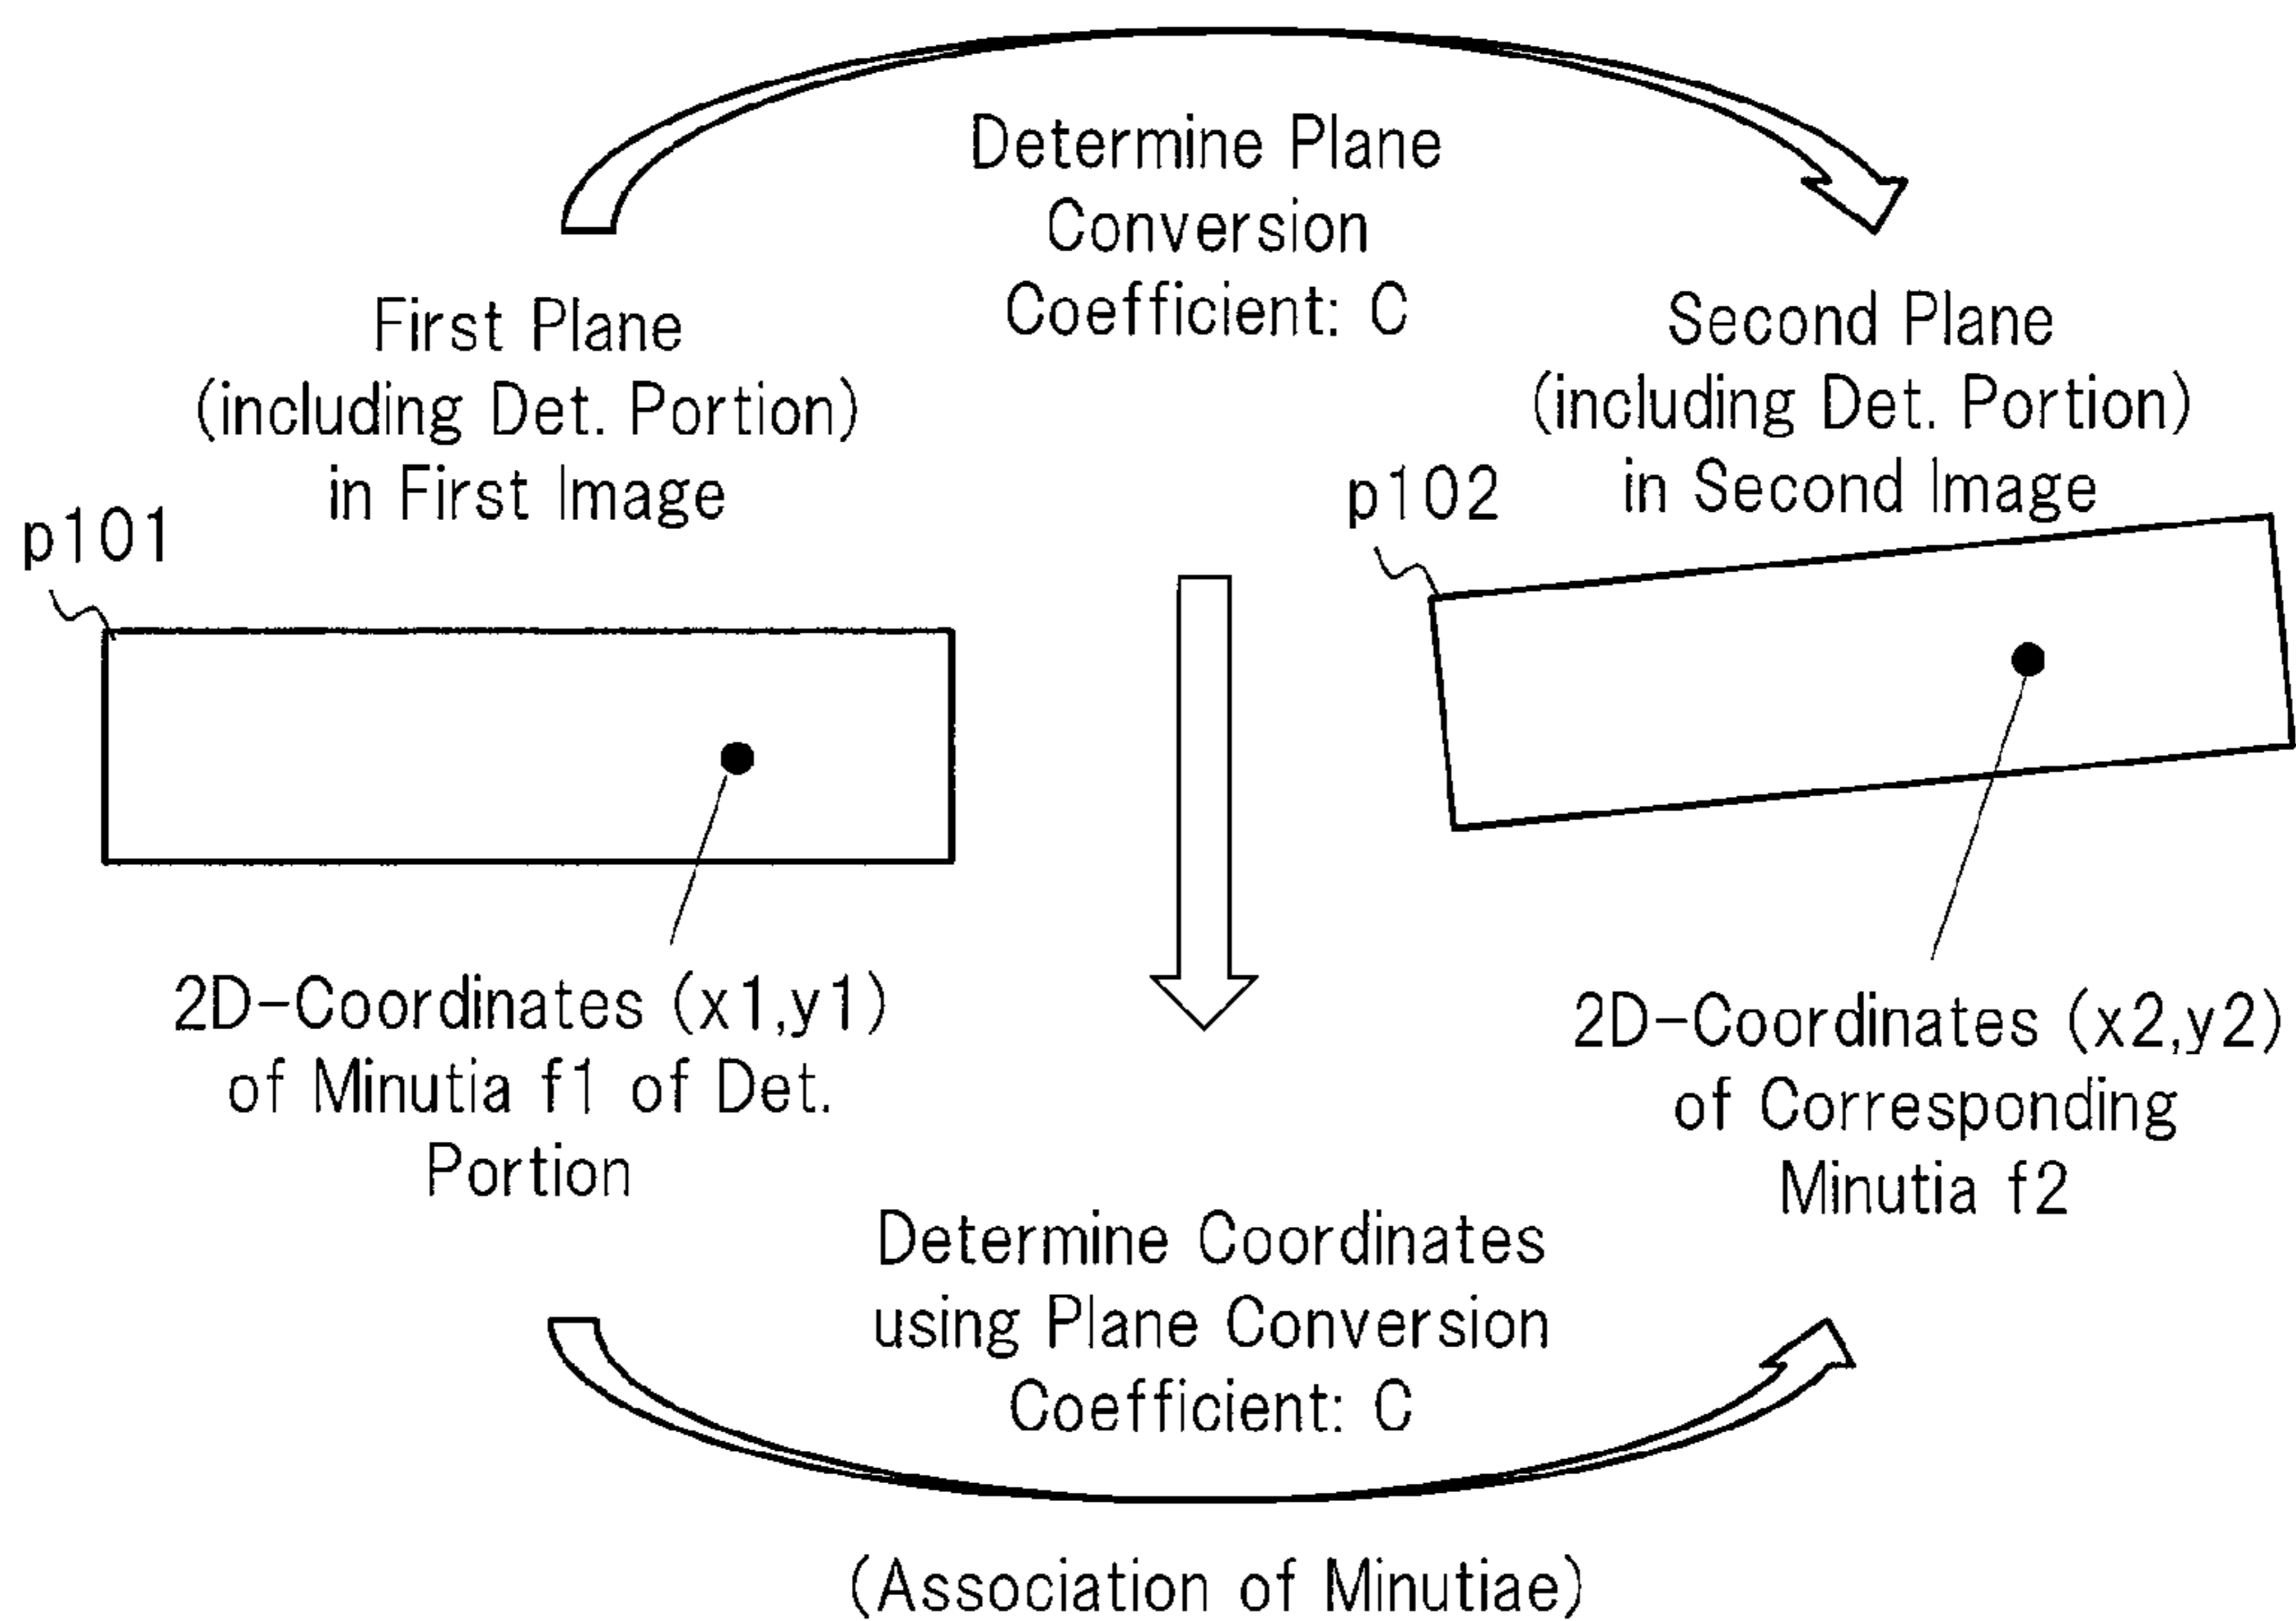 Determine Plane
Conversion
Coefficient: C
First Plane
(including Det. Portion)
in First Image
p101
Second Plane
(including Det. Portion)
in Second Image
p102
2D-Coordinates (x1,y1)
of Minutia f1 of Det.
Portion
2D-Coordinates (x2,y2)
of Corresponding
Minutia f2
Determine Coordinates
using Plane Conversion
Coefficient: C
(Association of Minutiae)